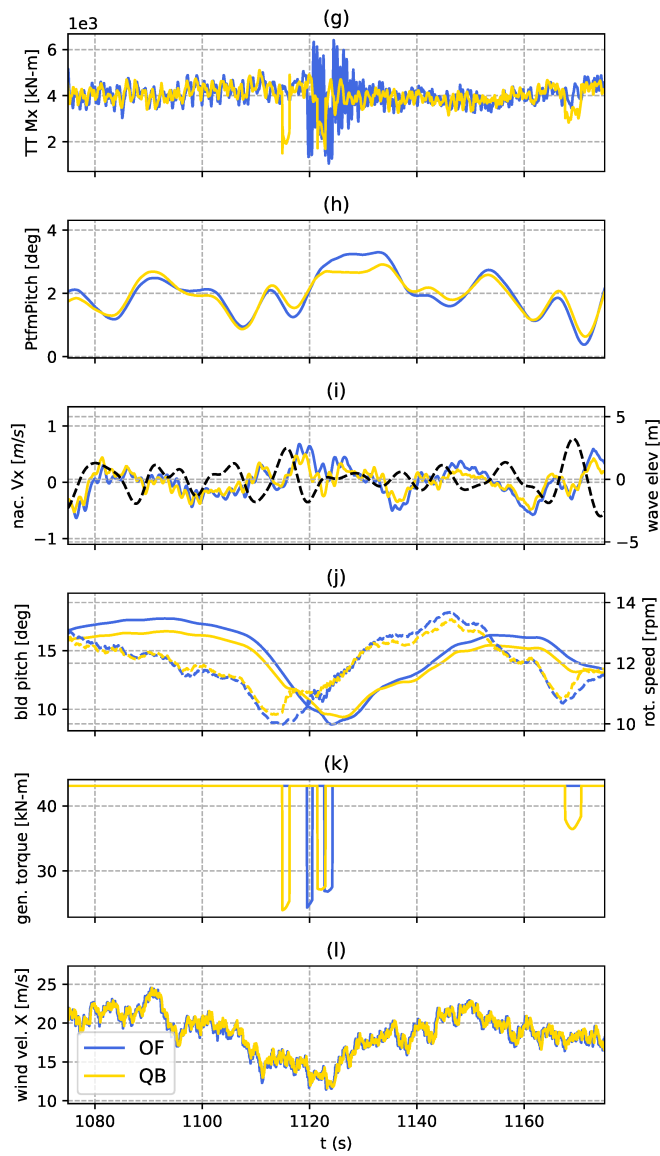 (g)
1e3
TT Mx [kN-m]
6
4
2
(h)
PtfmPitch [deg]
4
2
0
(i)
nac. Vx [m/s]
1
0
−1
5
0
−5
wave elev [m]
(j)
bld pitch [deg]
15
10
14
12
10
rot. speed [rpm]
(k)
gen. torque [kN-m]
40
30
(l)
wind vel. X [m/s]
25
20
15
10
OF
QB
1080 1100 1120 1140 1160
t (s)